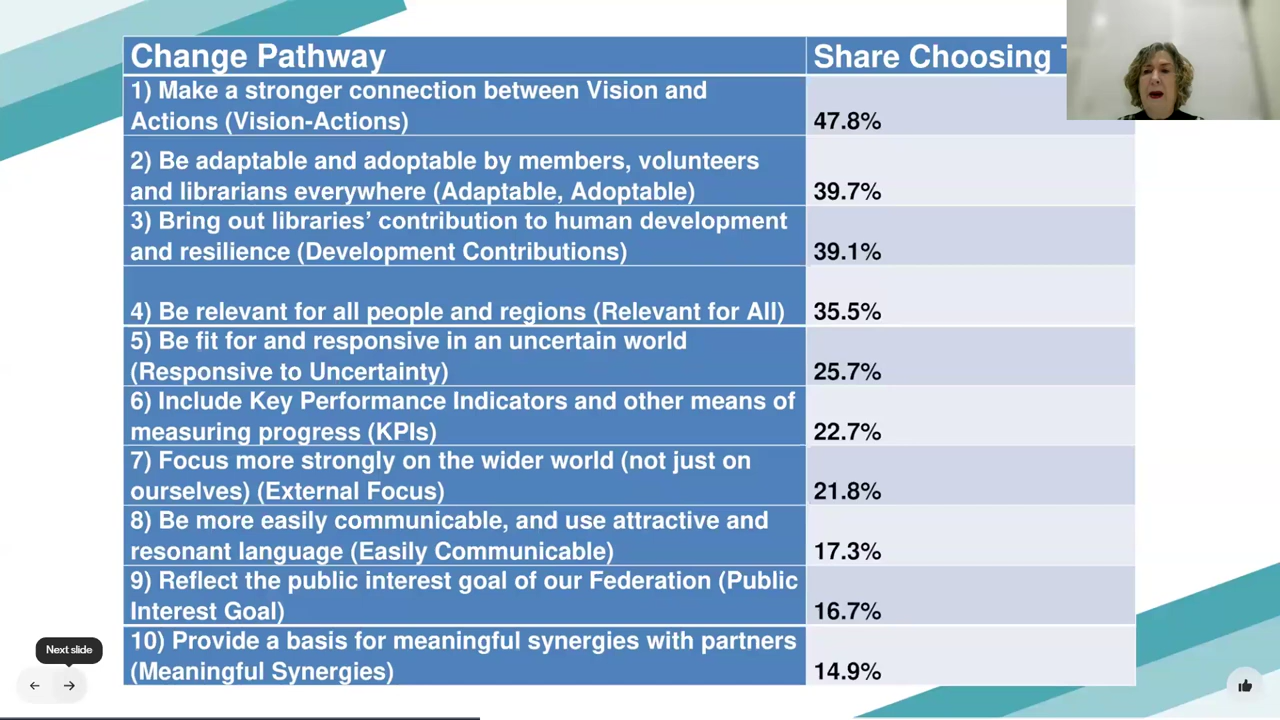 Change Pathway
Share Choosing
1) Make a stronger connection between Vision and
Actions (Vision-Actions)
47.8%
2) Be adaptable and adoptable by members, volunteers
and librarians everywhere (Adaptable, Adoptable)
39.7%
3) Bring out libraries’ contribution to human development
and resilience (Development Contributions)
39.1%
4) Be relevant for all people and regions (Relevant for All)
35.5%
5) Be fit for and responsive in an uncertain world
(Responsive to Uncertainty)
25.7%
6) Include Key Performance Indicators and other means of
measuring progress (KPIs)
22.7%
7) Focus more strongly on the wider world (not just on
ourselves) (External Focus)
21.8%
8) Be more easily communicable, and use attractive and
resonant language (Easily Communicable)
17.3%
9) Reflect the public interest goal of our Federation (Public
Interest Goal)
16.7%
10) Provide a basis for meaningful synergies with partners
(Meaningful Synergies)
14.9%
Next slide